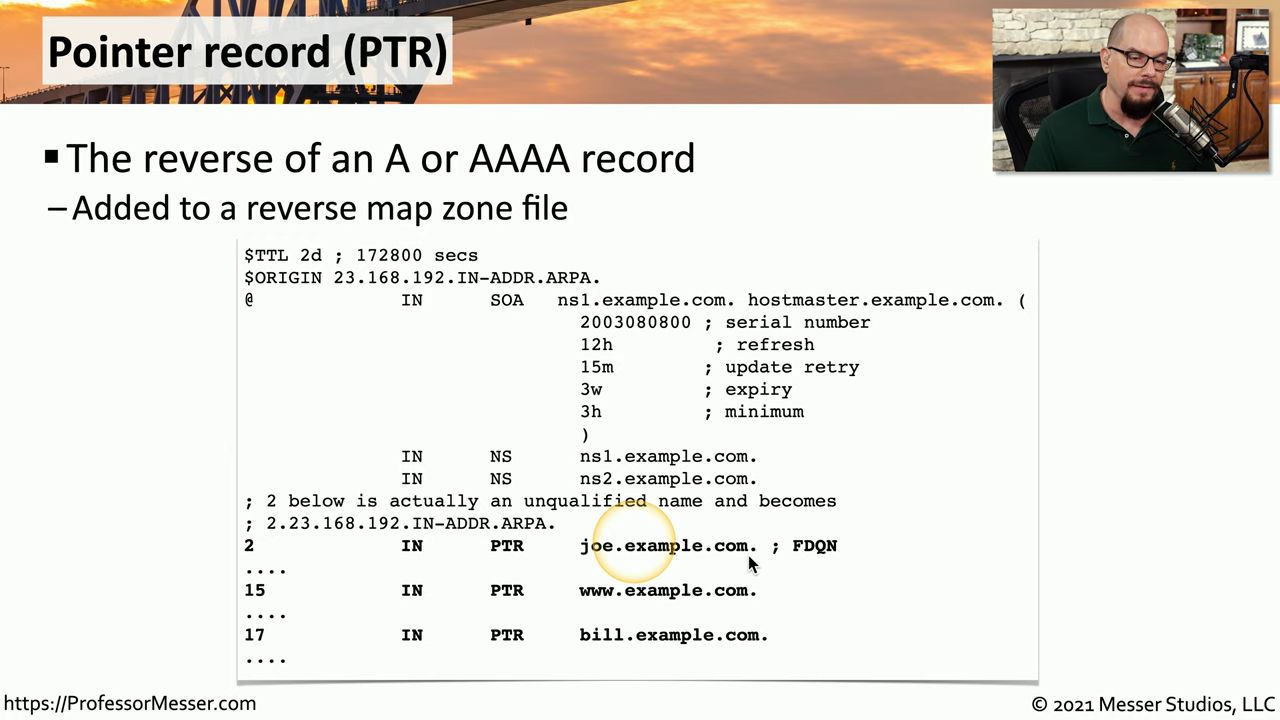 Pointer record (PTR)
▪ The reverse of an A or AAAA record
– Added to a reverse map zone file
$TTL 2d ; 172800 secs
$ORIGIN 23.168.192.IN-ADDR.ARPA.
@ IN SOA ns1.example.com. hostmaster.example.com. (
2003080800 ; serial number
12h ; refresh
15m ; update retry
3w ; expiry
3h ; minimum
)
IN NS ns1.example.com.
IN NS ns2.example.com.
; 2 below is actually an unqualified name and becomes
; 2.23.168.192.IN-ADDR.ARPA.
2 IN PTR joe.example.com. ; FDQN
....
15 IN PTR www.example.com.
....
17 IN PTR bill.example.com.
....
https://ProfessorMesser.com
© 2021 Messer Studios, LLC